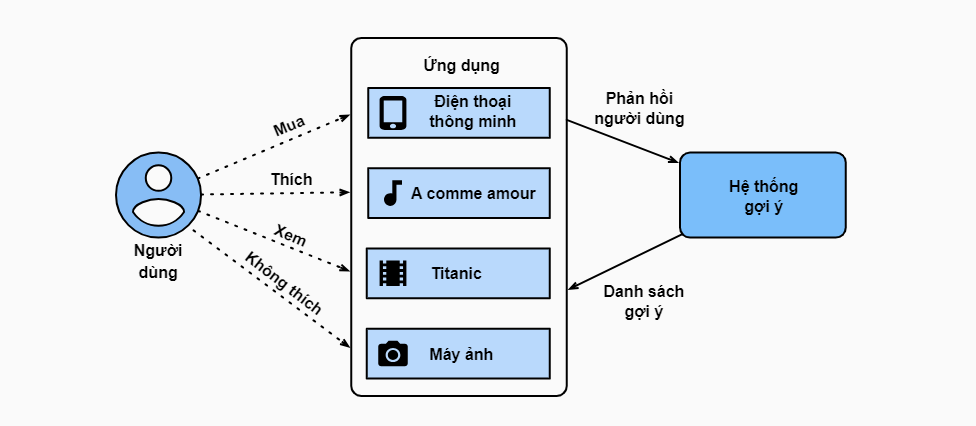 Ứng dụng
Điện thoại
thông minh
A comme amour
Titanic
Máy ảnh
Mua
Thích
Xem
Không thích
Người
dùng
Phản hồi
người dùng
Hệ thống
gợi ý
Danh sách
gợi ý